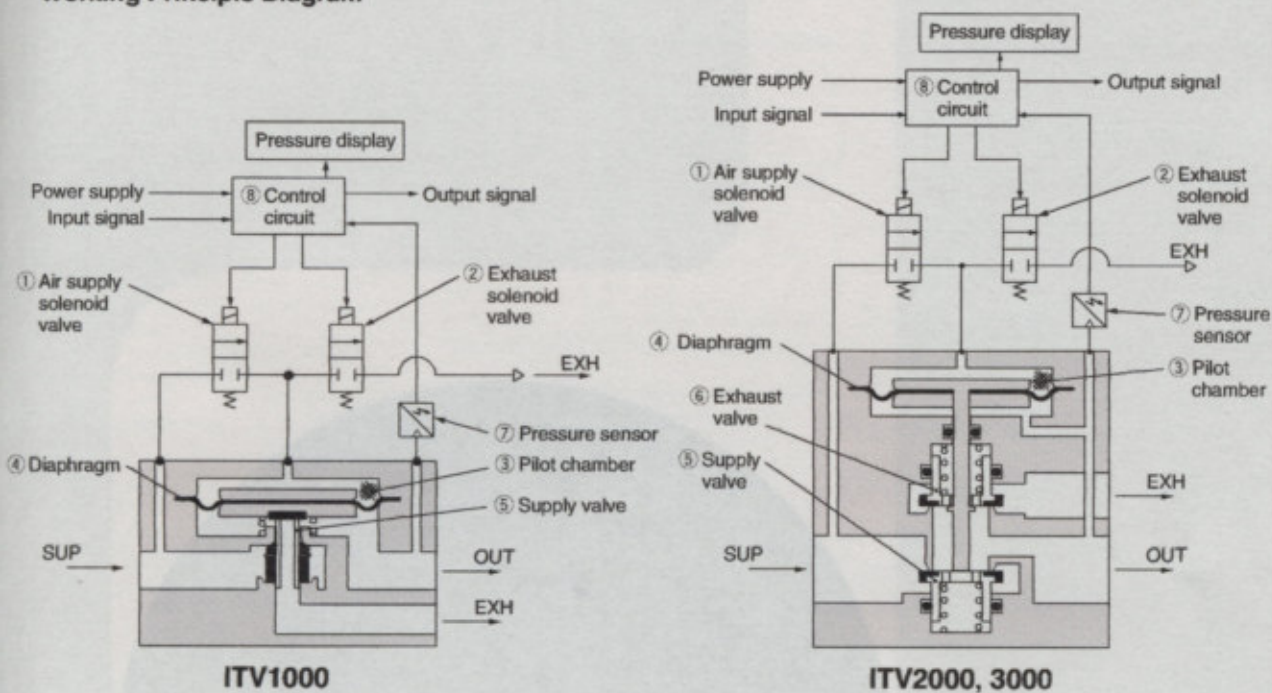 Working Principle Diagram
Pressure display
Power supply
Input signal
⑧ Control
circuit
Output signal
① Air supply
solenoid
valve
② Exhaust
solenoid
valve
EXH
⑦ Pressure sensor
④ Diaphragm
③ Pilot chamber
⑤ Supply valve
SUP
OUT
EXH
ITV1000
Pressure display
Power supply
Input signal
⑧ Control
circuit
Output signal
① Air supply
solenoid valve
② Exhaust
solenoid
valve
EXH
⑦ Pressure
sensor
④ Diaphragm
③ Pilot
chamber
⑥ Exhaust
valve
⑤ Supply
valve
EXH
SUP
OUT
ITV2000, 3000